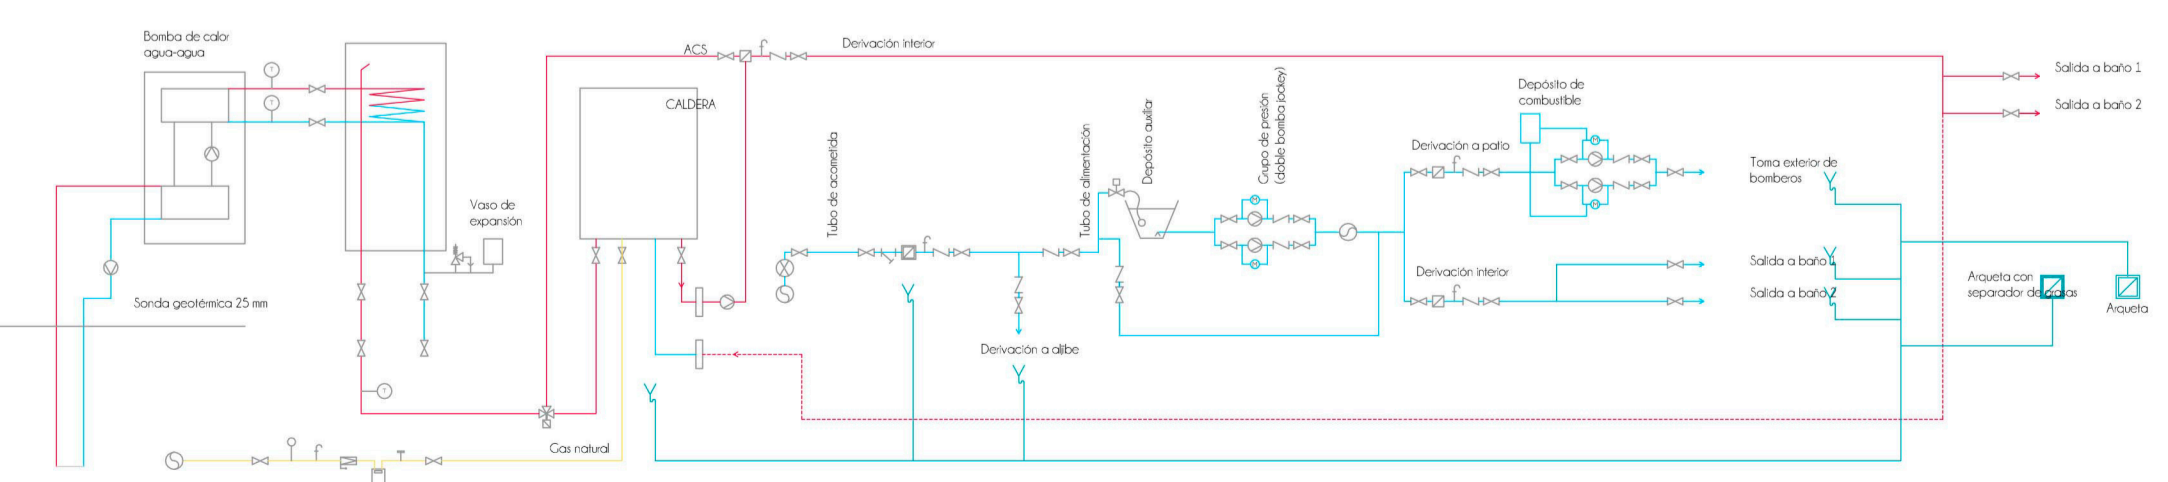 Bomba de calor
agua-agua
T
T
Sonda geotérmica 25 mm
Vaso de
expansión
T
Gas natural
CALDERA
ACS
Derivación interior
Tubo de acometida
Derivación a aljibe
Tubo de alimentación
Depósito auxiliar
Grupo de presión
(doble bomba jockey)
M
M
Derivación a patio
Depósito de
combustible
M
M
Derivación interior
Salida a baño 1
Salida a baño 2
Toma exterior de
bomberos
Salida a baño 1
Salida a baño 2
Arqueta con
separador de grasas
Arqueta